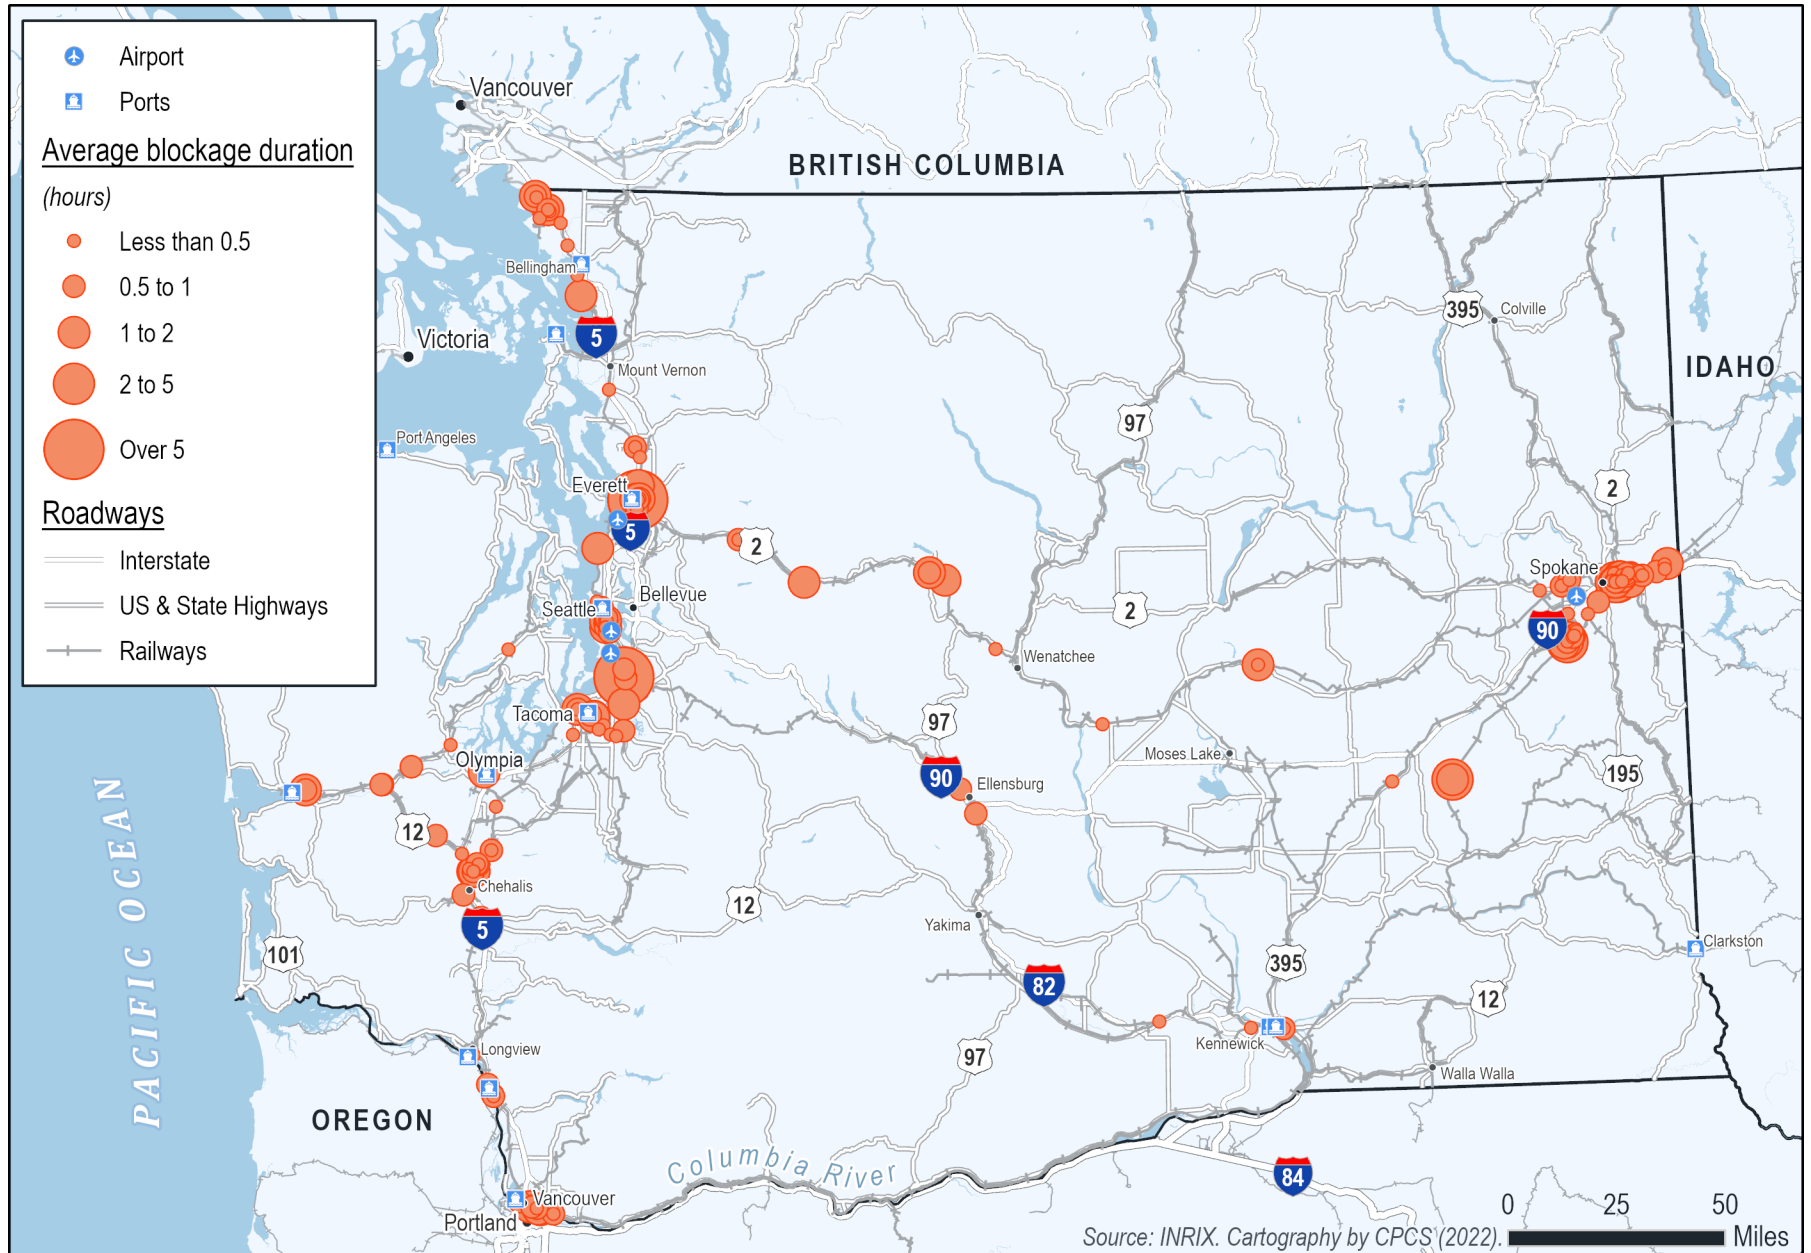 Airport
Ports
Average blockage duration
(hours)
Less than 0.5
0.5 to 1
1 to 2
2 to 5
Over 5
Roadways
Interstate
US & State Highways
Railways
Vancouver
BRITISH COLUMBIA
Bellingham
5
395
Colville
Victoria
IDAHO
Mount Vernon
97
Port Angeles
Everett
2
5
2
Spokane
Bellevue
Seattle
2
90
Wenatchee
Tacoma
97
Moses Lake
Olympia
90
Ellensburg
195
12
PACIFIC OCEAN
Chehalis
12
5
Yakima
101
395
Clarkston
82
12
Longview
Kennewick
97
Walla Walla
OREGON
Columbia River
84
Vancouver
Portland
0 25 50
Miles
Source: INRIX. Cartography by CPCS (2022).